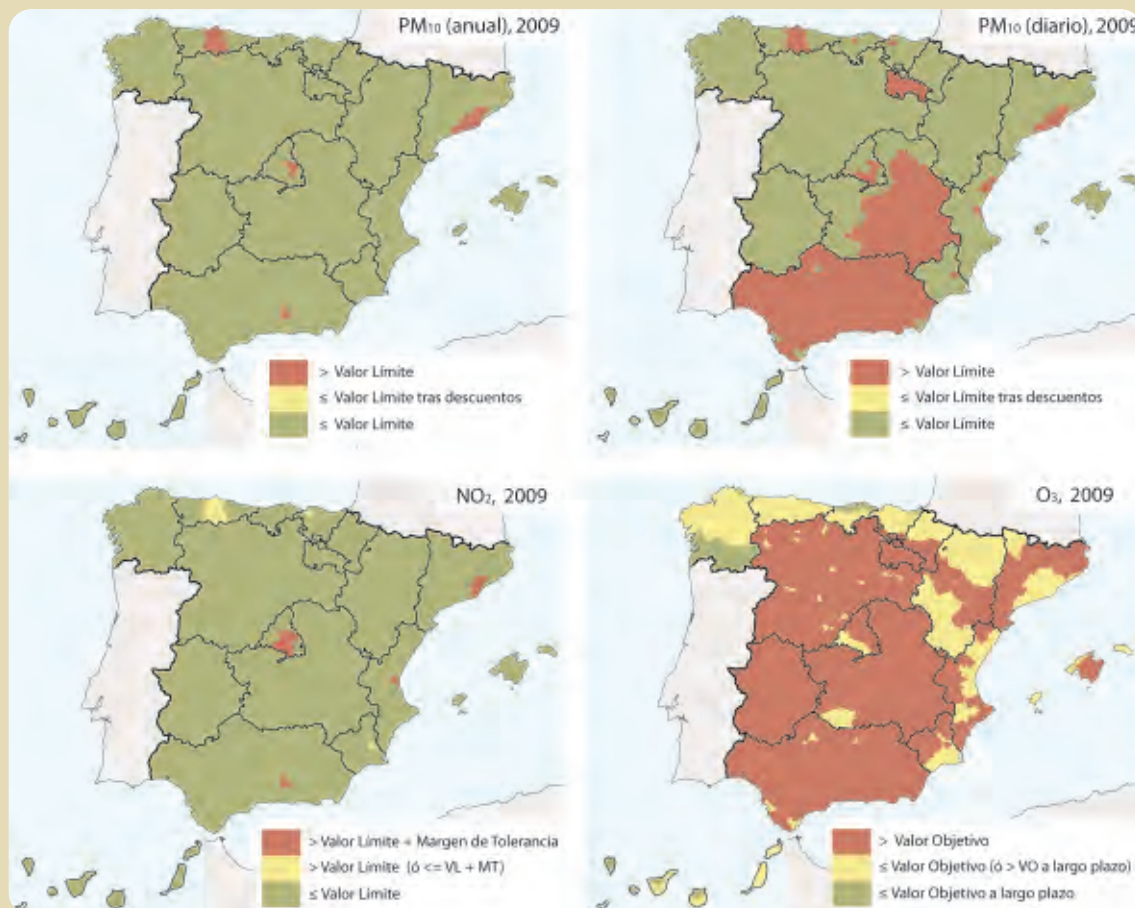 PM10 (anual), 2009
> Valor Límite
≤ Valor Límite tras descuentos
≤ Valor Límite
PM10 (diario), 2009
> Valor Límite
≤ Valor Límite tras descuentos
≤ Valor Límite
NO2, 2009
> Valor Límite + Margen de Tolerancia
> Valor Límite (ó <= VL + MT)
≤ Valor Límite
O3, 2009
> Valor Objetivo
≤ Valor Objetivo (ó > VO a largo plazo)
≤ Valor Objetivo a largo plazo